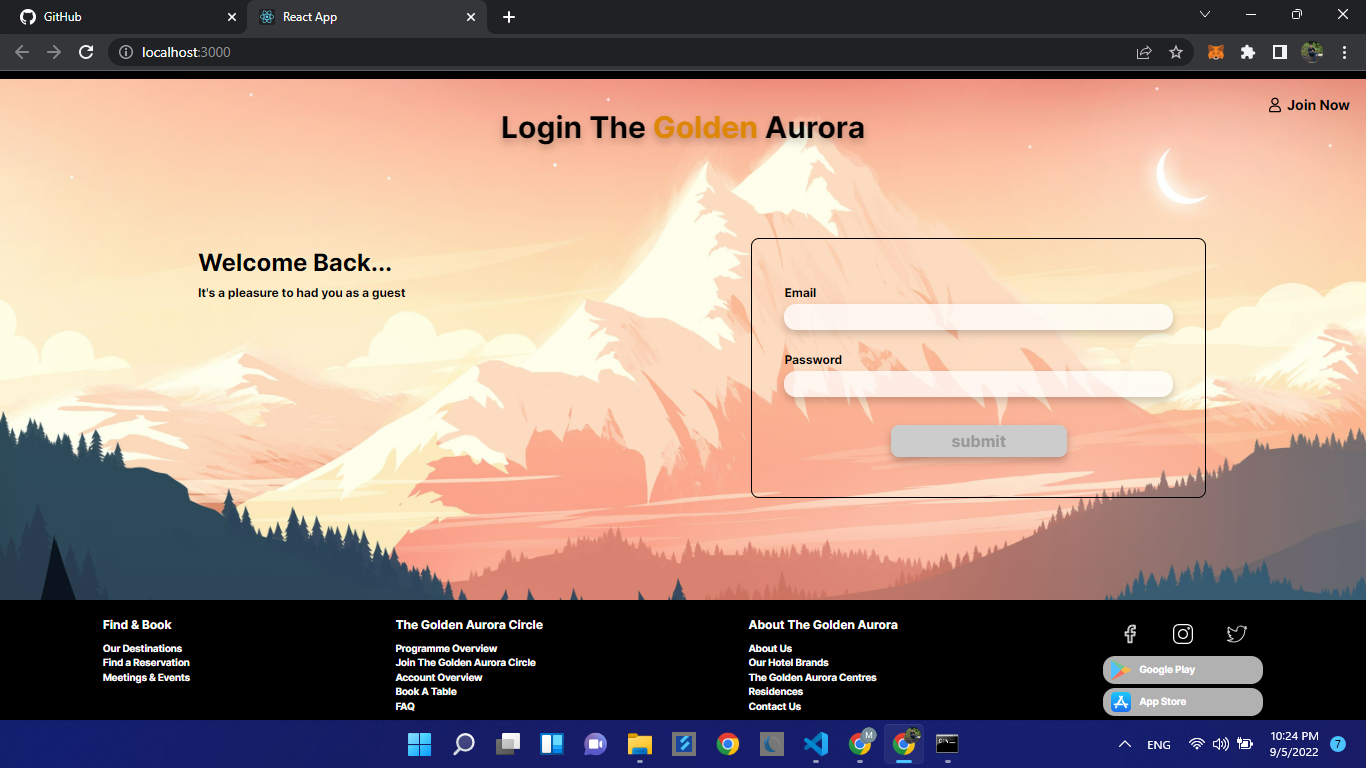 GitHub
React App
localhost:3000
Join Now
Login The Golden Aurora
Welcome Back...
It's a pleasure to had you as a guest
Email
Password
submit
Find & Book
Our Destinations
Find a Reservation
Meetings & Events
The Golden Aurora Circle
Programme Overview
Join The Golden Aurora Circle
Account Overview
Book A Table
FAQ
About The Golden Aurora
About Us
Our Hotel Brands
The Golden Aurora Centres
Residences
Contact Us
Google Play
App Store
M
ENG
10:24 PM
9/5/2022
7